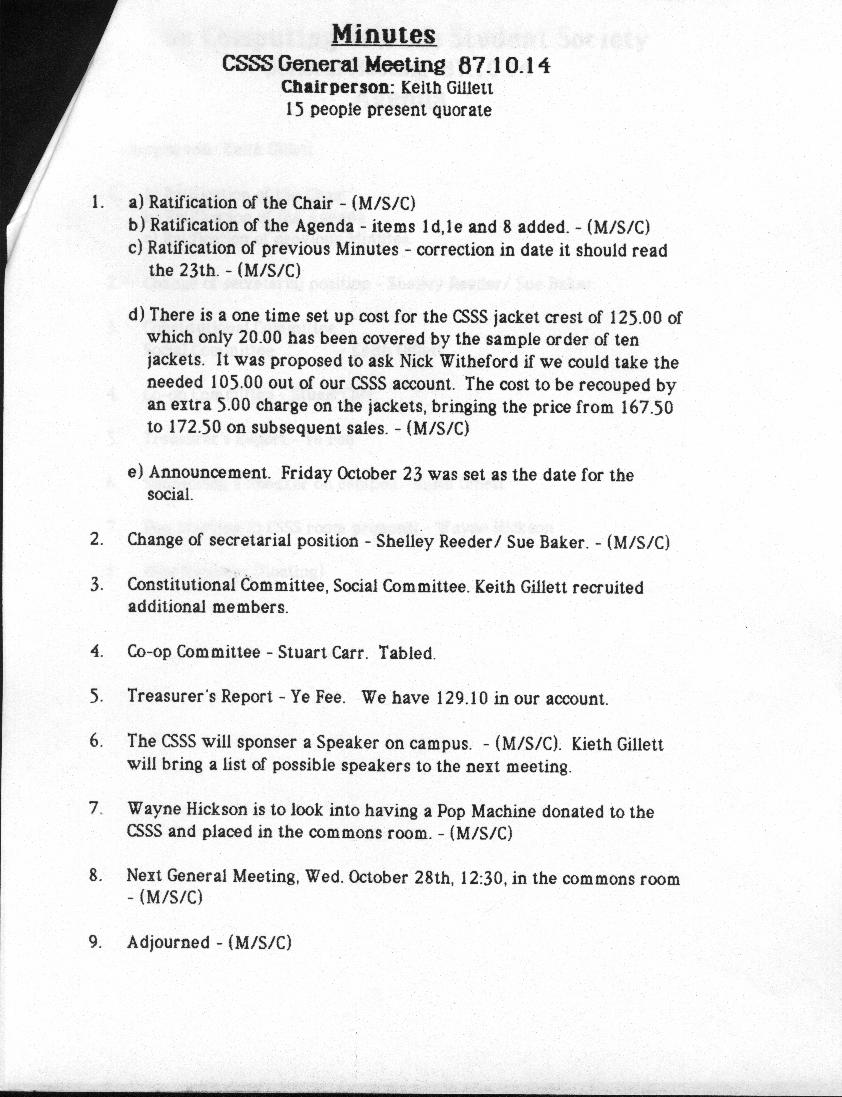 Minutes
CSSS General Meeting 87.10.14
Chairperson: Keith Gillett
15 people present quorate
1. a) Ratification of the Chair - (M/S/C)
b) Ratification of the Agenda - items 1d,1e and 8 added. - (M/S/C)
c) Ratification of previous Minutes - correction in date it should read
the 23th. - (M/S/C)
d) There is a one time set up cost for the CSSS jacket crest of 125.00 of
which only 20.00 has been covered by the sample order of ten
jackets. It was proposed to ask Nick Witheford if we could take the
needed 105.00 out of our CSSS account. The cost to be recouped by
an extra 5.00 charge on the jackets, bringing the price from 167.50
to 172.50 on subsequent sales. - (M/S/C)
e) Announcement. Friday October 23 was set as the date for the
social.
2. Change of secretarial position - Shelley Reeder/ Sue Baker. - (M/S/C)
3. Constitutional Committee, Social Committee. Keith Gillett recruited
additional members.
4. Co-op Committee - Stuart Carr. Tabled.
5. Treasurer's Report - Ye Fee. We have 129.10 in our account.
6. The CSSS will sponser a Speaker on campus. - (M/S/C). Kieth Gillett
will bring a list of possible speakers to the next meeting.
7. Wayne Hickson is to look into having a Pop Machine donated to the
CSSS and placed in the commons room. - (M/S/C)
8. Next General Meeting, Wed. October 28th, 12:30, in the commons room
- (M/S/C)
9. Adjourned - (M/S/C)